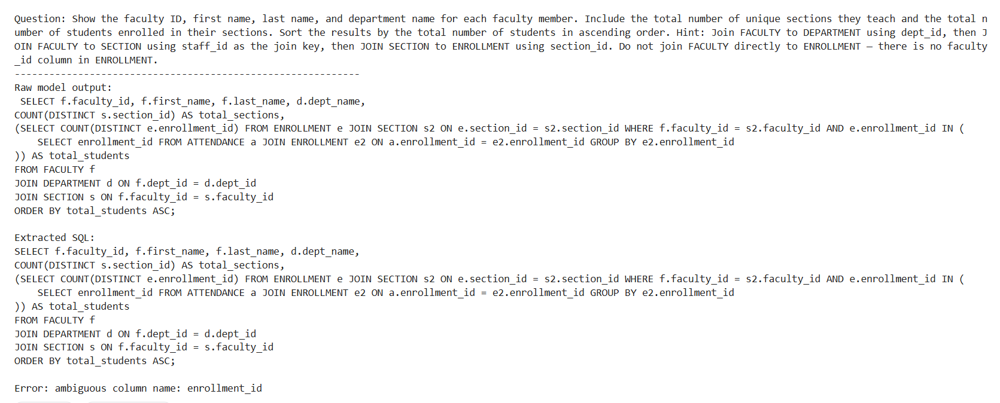 Question: Show the faculty ID, first name, last name, and department name for each faculty member. Include the total number of unique sections they teach and the total n
umber of students enrolled in their sections. Sort the results by the total number of students in ascending order. Hint: Join FACULTY to DEPARTMENT using dept_id, then J
OIN FACULTY to SECTION using staff_id as the join key, then JOIN SECTION to ENROLLMENT using section_id. Do not join FACULTY directly to ENROLLMENT — there is no faculty
_id column in ENROLLMENT.
------------------------------------------------------------
Raw model output:
 SELECT f.faculty_id, f.first_name, f.last_name, d.dept_name,
COUNT(DISTINCT s.section_id) AS total_sections,
(SELECT COUNT(DISTINCT e.enrollment_id) FROM ENROLLMENT e JOIN SECTION s2 ON e.section_id = s2.section_id WHERE f.faculty_id = s2.faculty_id AND e.enrollment_id IN (
    SELECT enrollment_id FROM ATTENDANCE a JOIN ENROLLMENT e2 ON a.enrollment_id = e2.enrollment_id GROUP BY e2.enrollment_id
)) AS total_students
FROM FACULTY f
JOIN DEPARTMENT d ON f.dept_id = d.dept_id
JOIN SECTION s ON f.faculty_id = s.faculty_id
ORDER BY total_students ASC;

Extracted SQL:
SELECT f.faculty_id, f.first_name, f.last_name, d.dept_name,
COUNT(DISTINCT s.section_id) AS total_sections,
(SELECT COUNT(DISTINCT e.enrollment_id) FROM ENROLLMENT e JOIN SECTION s2 ON e.section_id = s2.section_id WHERE f.faculty_id = s2.faculty_id AND e.enrollment_id IN (
    SELECT enrollment_id FROM ATTENDANCE a JOIN ENROLLMENT e2 ON a.enrollment_id = e2.enrollment_id GROUP BY e2.enrollment_id
)) AS total_students
FROM FACULTY f
JOIN DEPARTMENT d ON f.dept_id = d.dept_id
JOIN SECTION s ON f.faculty_id = s.faculty_id
ORDER BY total_students ASC;

Error: ambiguous column name: enrollment_id